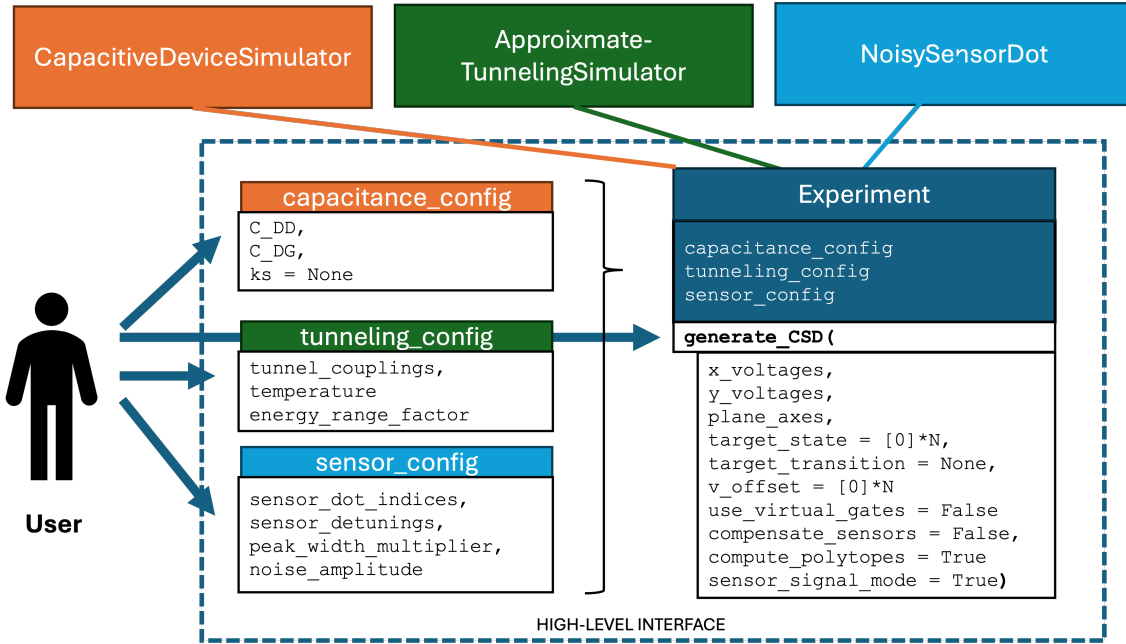 CapacitiveDeviceSimulator
Approixmate-
TunnelingSimulator
NoisySensorDot
capacitance_config
C_DD,
C_DG,
ks = None
tunneling_config
tunnel_couplings,
temperature
energy_range_factor
sensor_config
sensor_dot_indices,
sensor_detunings,
peak_width_multiplier,
noise_amplitude
User
Experiment
capacitance_config
tunneling_config
sensor_config
generate_CSD(
x_voltages,
y_voltages,
plane_axes,
target_state = [0]*N,
target_transition = None,
v_offset = [0]*N
use_virtual_gates = False
compensate_sensors = False,
compute_polytopes = True
sensor_signal_mode = True)
HIGH-LEVEL INTERFACE